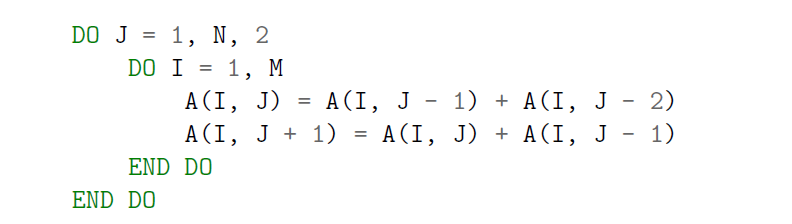 DO J = 1, N, 2
DO I = 1, M
A(I, J) = A(I, J - 1) + A(I, J - 2)
A(I, J + 1) = A(I, J) + A(I, J - 1)
END DO
END DO